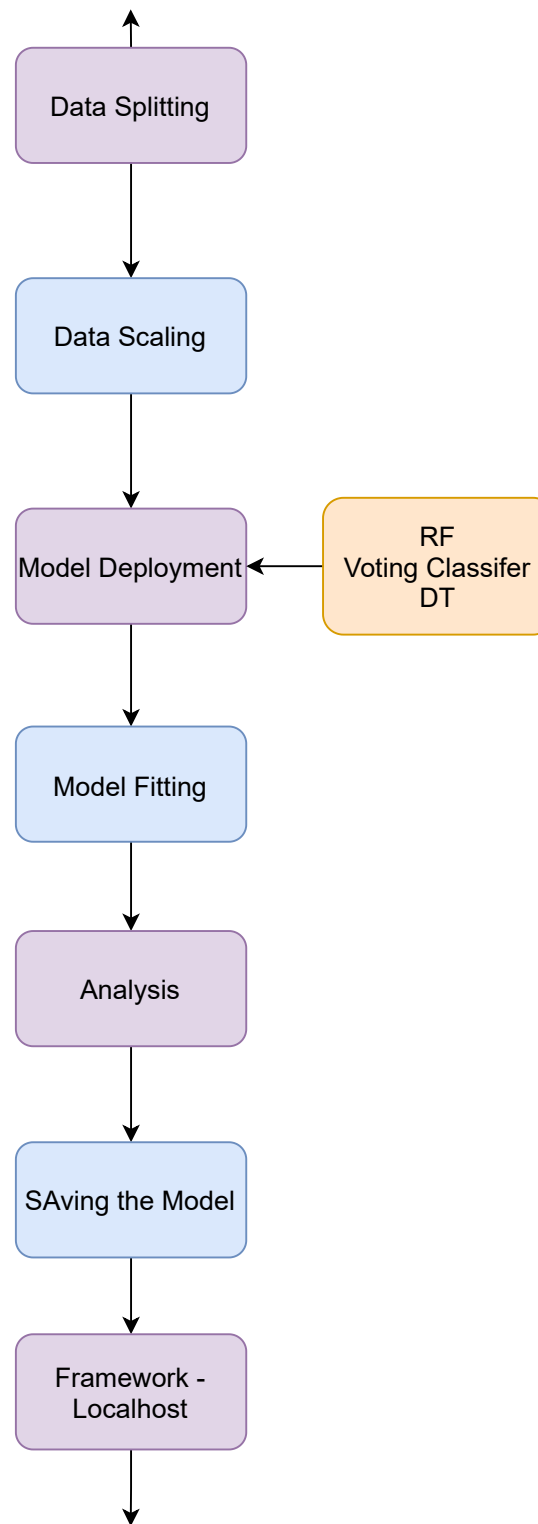 Data Splitting
Data Scaling
Model Deployment
RF
Voting Classifer
DT
Model Fitting
Analysis
SAving the Model
Framework -
Localhost